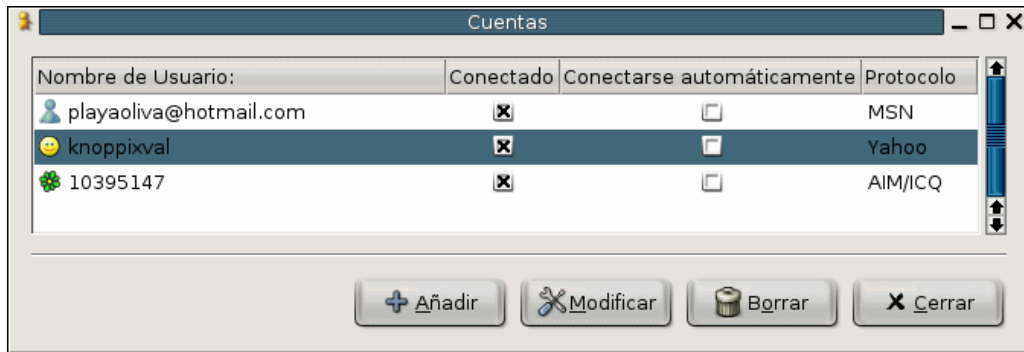 Cuentas
Nombre de Usuario: Conectado Conectarse automáticamente Protocolo
playaoliva@hotmail.com MSN
knoppixval Yahoo
10395147 AIM/ICQ
Añadir Modificar Borrar Cerrar